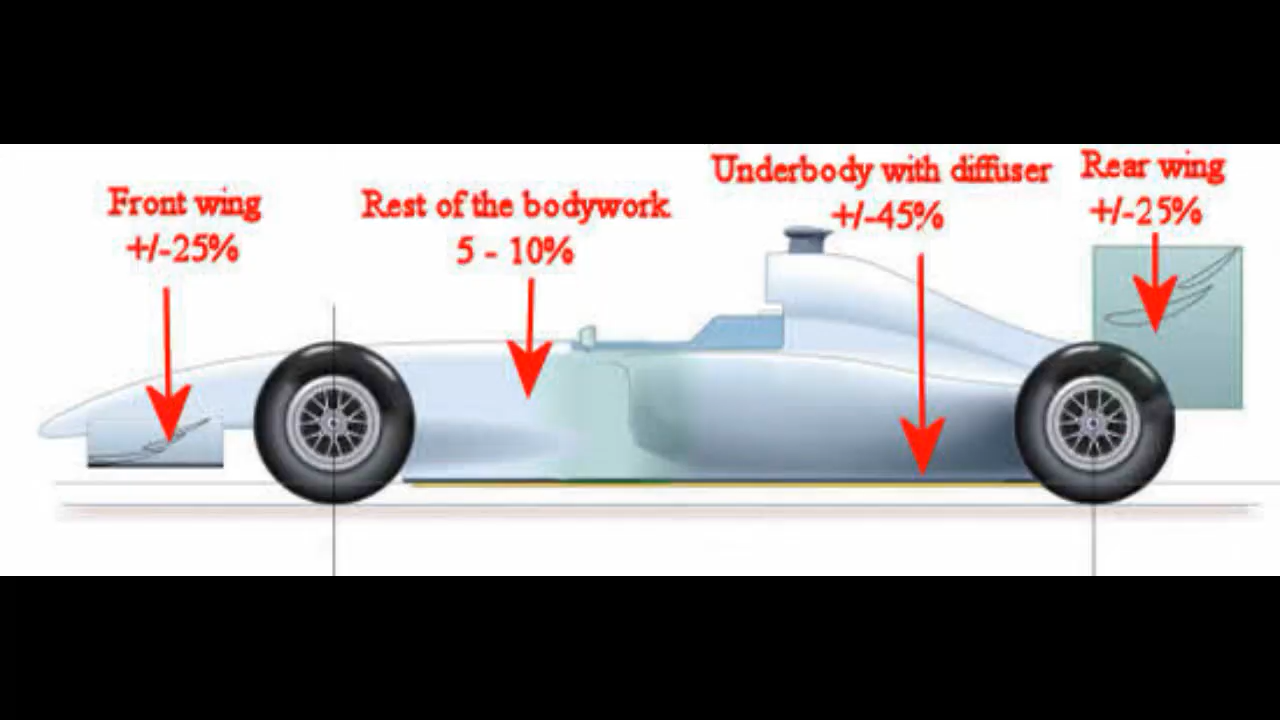 Front wing
+/-25%
Rest of the bodywork
5 - 10%
Underbody with diffuser
+/-45%
Rear wing
+/-25%